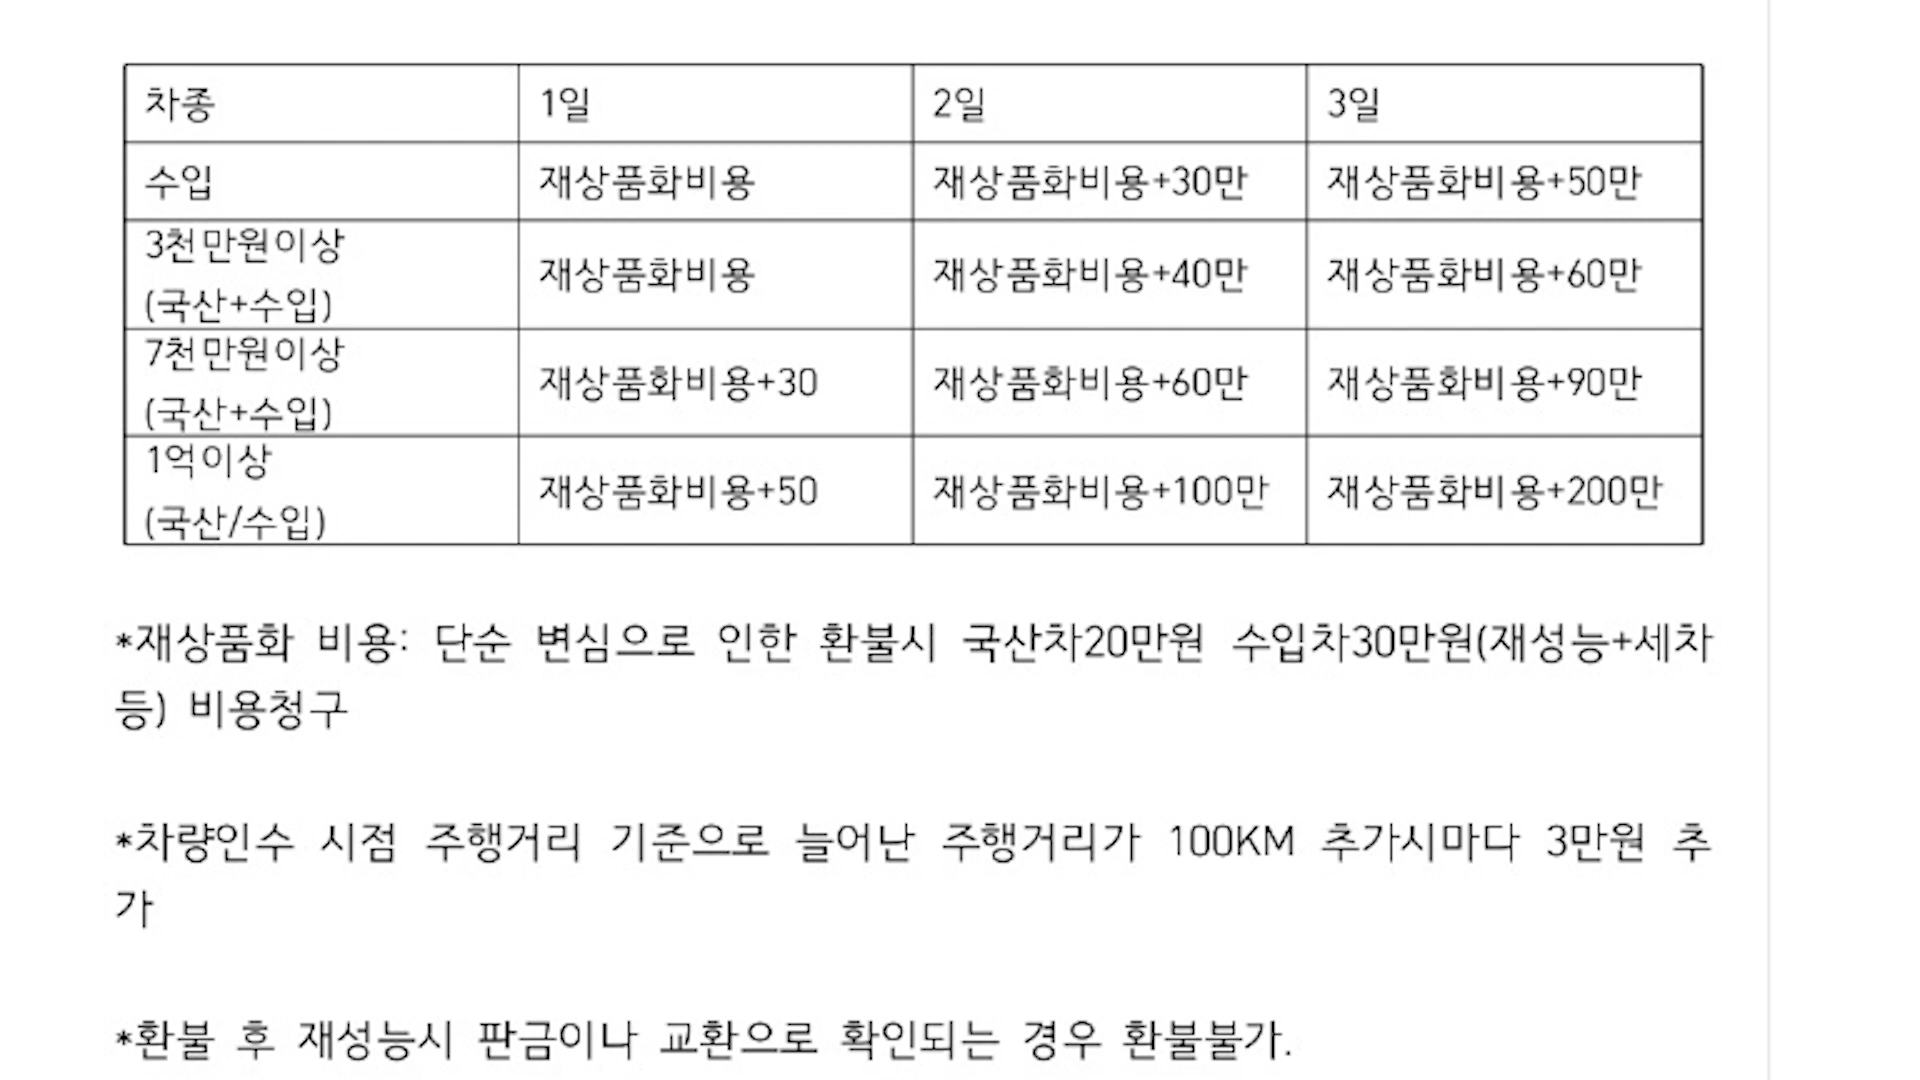 차종 1일 2일 3일
수입 재상품화비용 재상품화비용+30만 재상품화비용+50만
3천만원이상
(국산+수입) 재상품화비용 재상품화비용+40만 재상품화비용+60만
7천만원이상
(국산+수입) 재상품화비용+30 재상품화비용+60만 재상품화비용+90만
1억이상
(국산/수입) 재상품화비용+50 재상품화비용+100만 재상품화비용+200만
*재상품화 비용: 단순 변심으로 인한 환불시 국산차20만원 수입차30만원(재성능+세차
등) 비용청구
*차량인수 시점 주행거리 기준으로 늘어난 주행거리가 100KM 추가시마다 3만원 추
가
*환불 후 재성능시 판금이나 교환으로 확인되는 경우 환불불가.